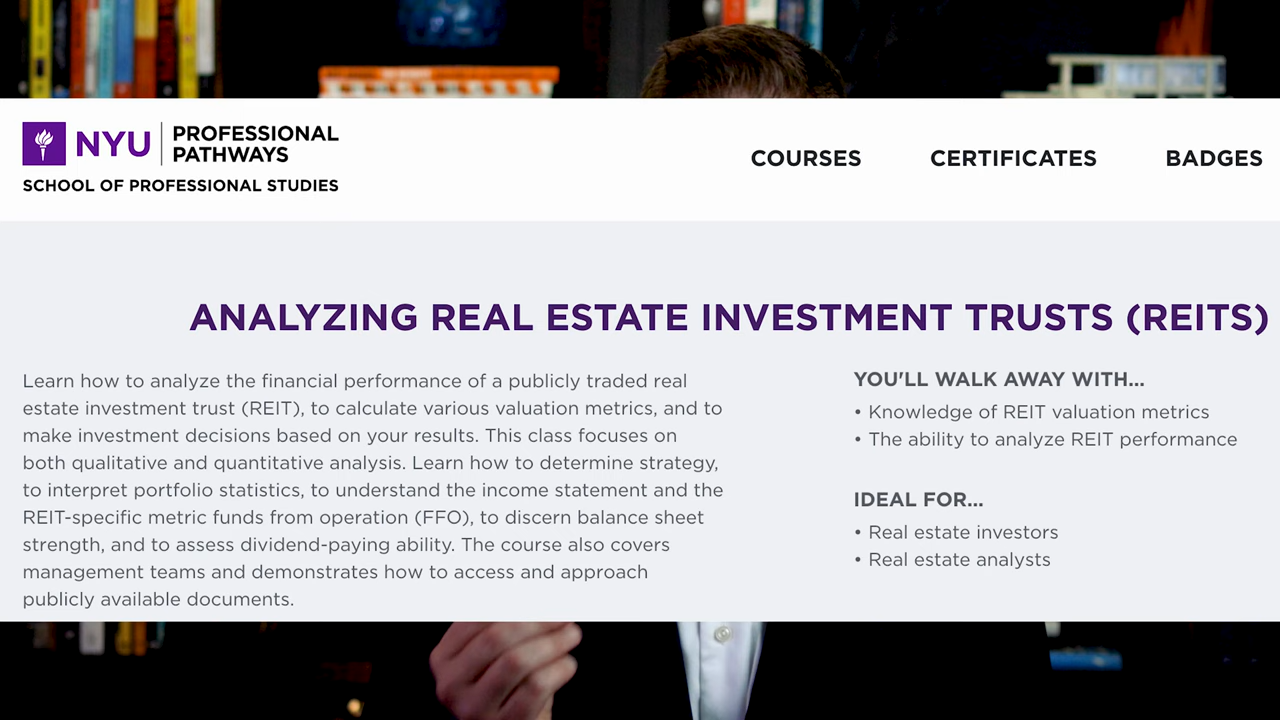 NYU
PROFESSIONAL
PATHWAYS
SCHOOL OF PROFESSIONAL STUDIES
COURSES
CERTIFICATES
BADGES
ANALYZING REAL ESTATE INVESTMENT TRUSTS (REITS)
Learn how to analyze the financial performance of a publicly traded real
estate investment trust (REIT), to calculate various valuation metrics, and to
make investment decisions based on your results. This class focuses on
both qualitative and quantitative analysis. Learn how to determine strategy,
to interpret portfolio statistics, to understand the income statement and the
REIT-specific metric funds from operation (FFO), to discern balance sheet
strength, and to assess dividend-paying ability. The course also covers
management teams and demonstrates how to access and approach
publicly available documents.
YOU'LL WALK AWAY WITH...
• Knowledge of REIT valuation metrics
• The ability to analyze REIT performance
IDEAL FOR...
• Real estate investors
• Real estate analysts